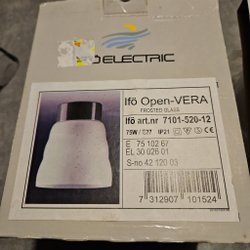 ELECTRIC
Ifö Open-VERA
FROSTED GLASS
Ifö art.nr 7101-520-12
75W / E27 IP21
E 75 102 67
EL 30 026 01
S-no 42 120 03
7 312907 101524